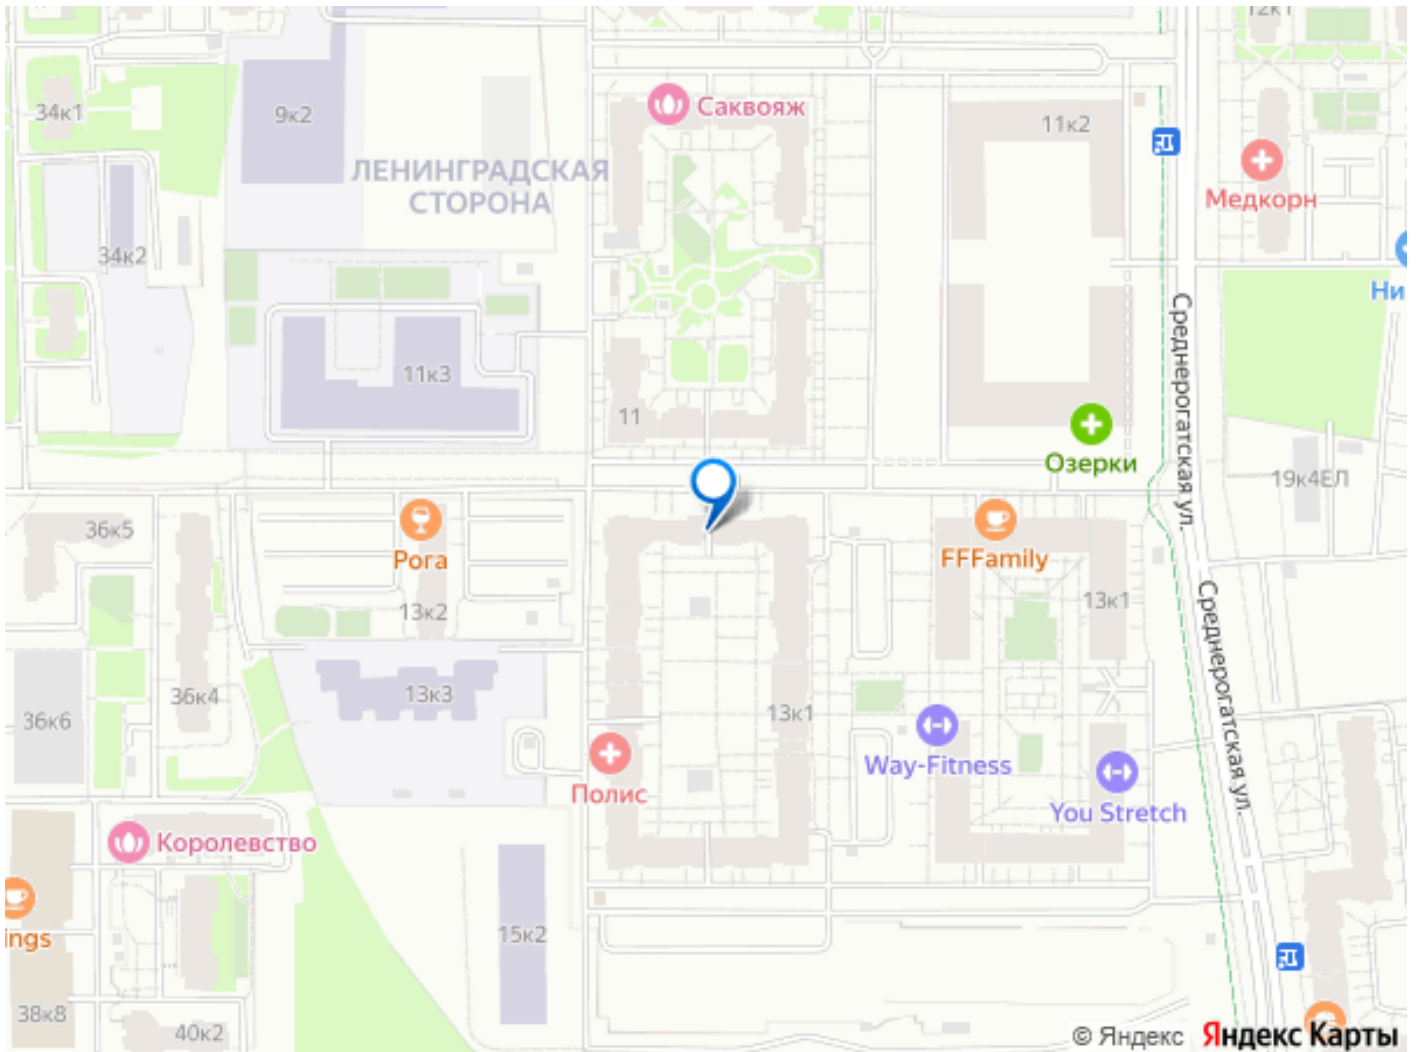 12к1
34к1
9к2
Саквояж
11к2
ЛЕНИНГРАДСКАЯ
СТОРОНА
Медкорн
34к2
Ни
Среднерогатская ул.
11к3
11
Озерки
19к4ЕЛ
36к5
Рога
FFFamily
13к2
13к1
Среднерогатская ул.
36к4
13к3
36к6
13к1
Way-Fitness
Полис
You Stretch
Королевство
ings
15к2
38к8
40к2
© Яндекс Яндекс Карты